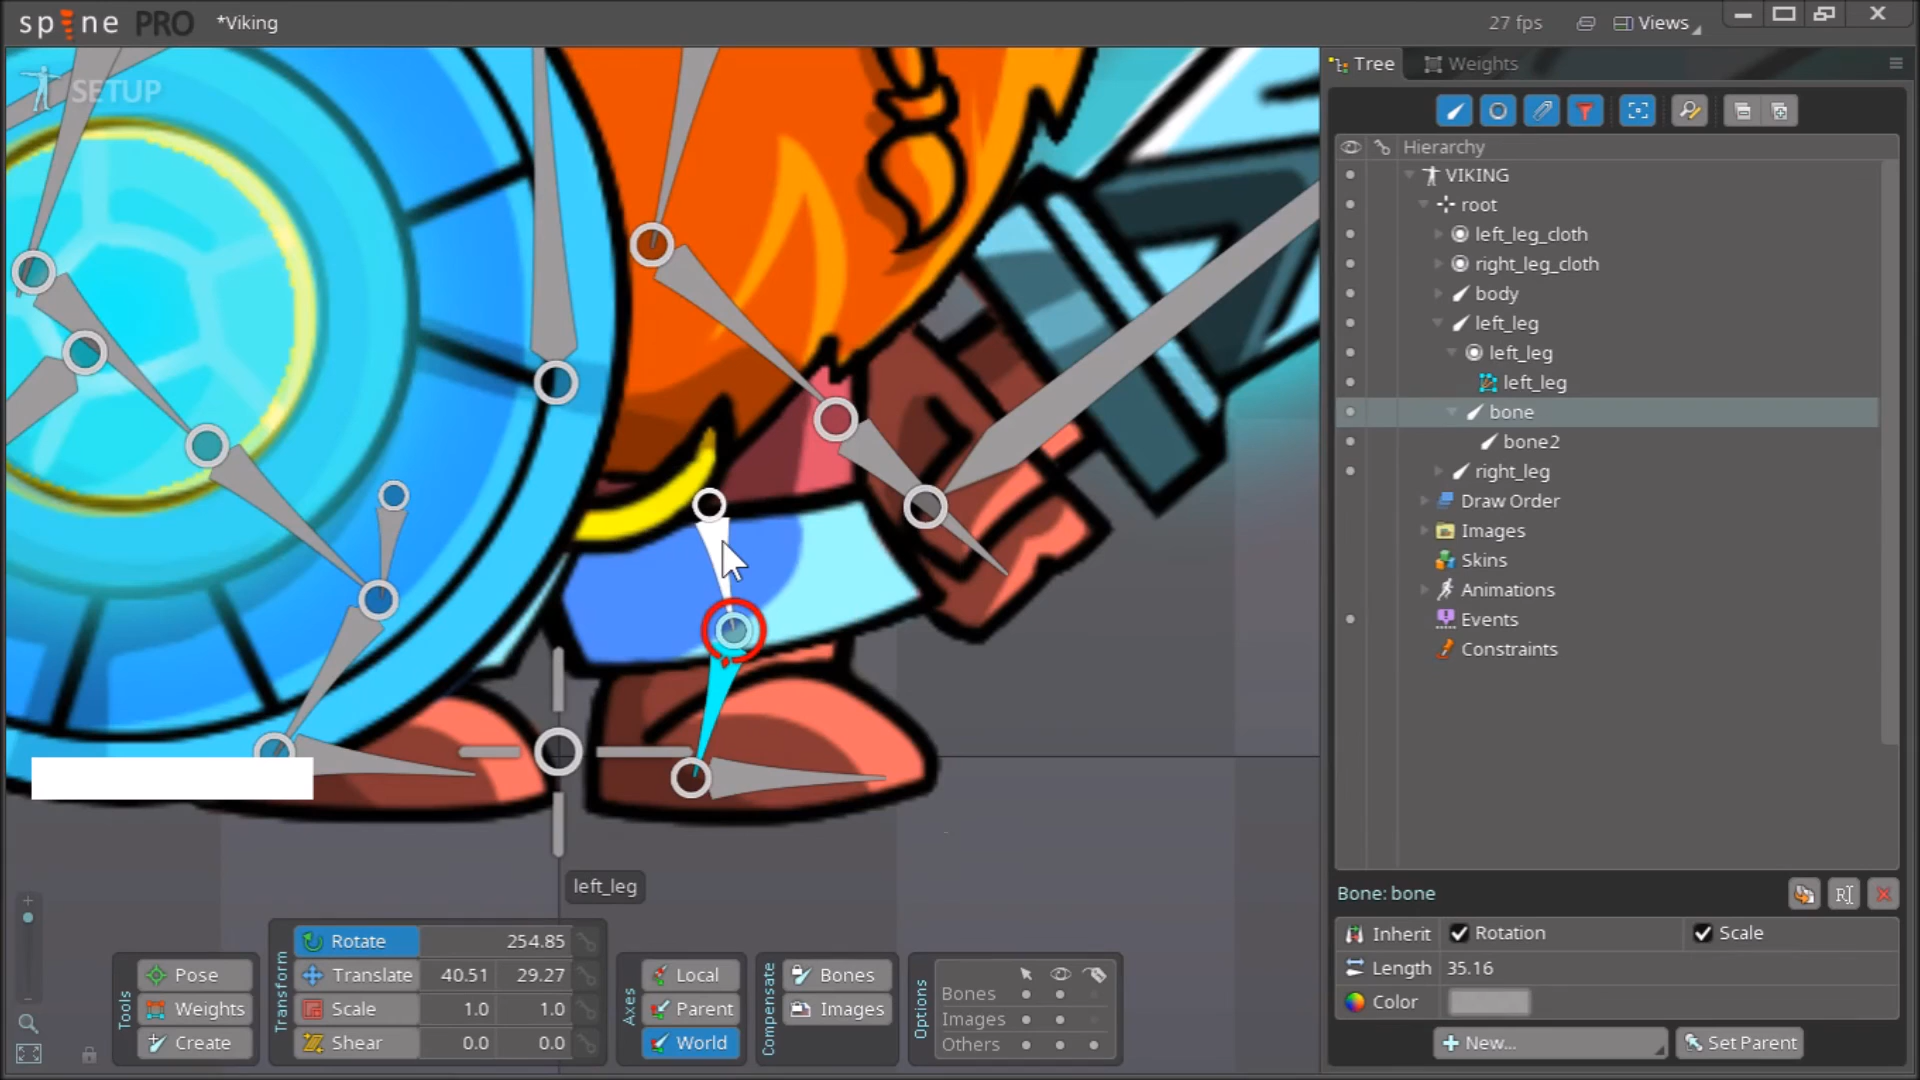 spine PRO *Viking 27 fps Views
SETUP
Tree Weights
Hierarchy
VIKING
root
left_leg_cloth
right_leg_cloth
body
left_leg
left_leg
left_leg
bone
bone2
right_leg
Draw Order
Images
Skins
Animations
Events
Constraints
left_leg
Bone: bone
Inherit Rotation Scale
Length 35.16
Color
New... Set Parent
Tools
Pose
Weights
Create
Transform
Rotate 254.85
Translate 40.51 29.27
Scale 1.0 1.0
Shear 0.0 0.0
Axes
Local
Parent
World
Compensate
Bones
Images
Options
Bones
Images
Others